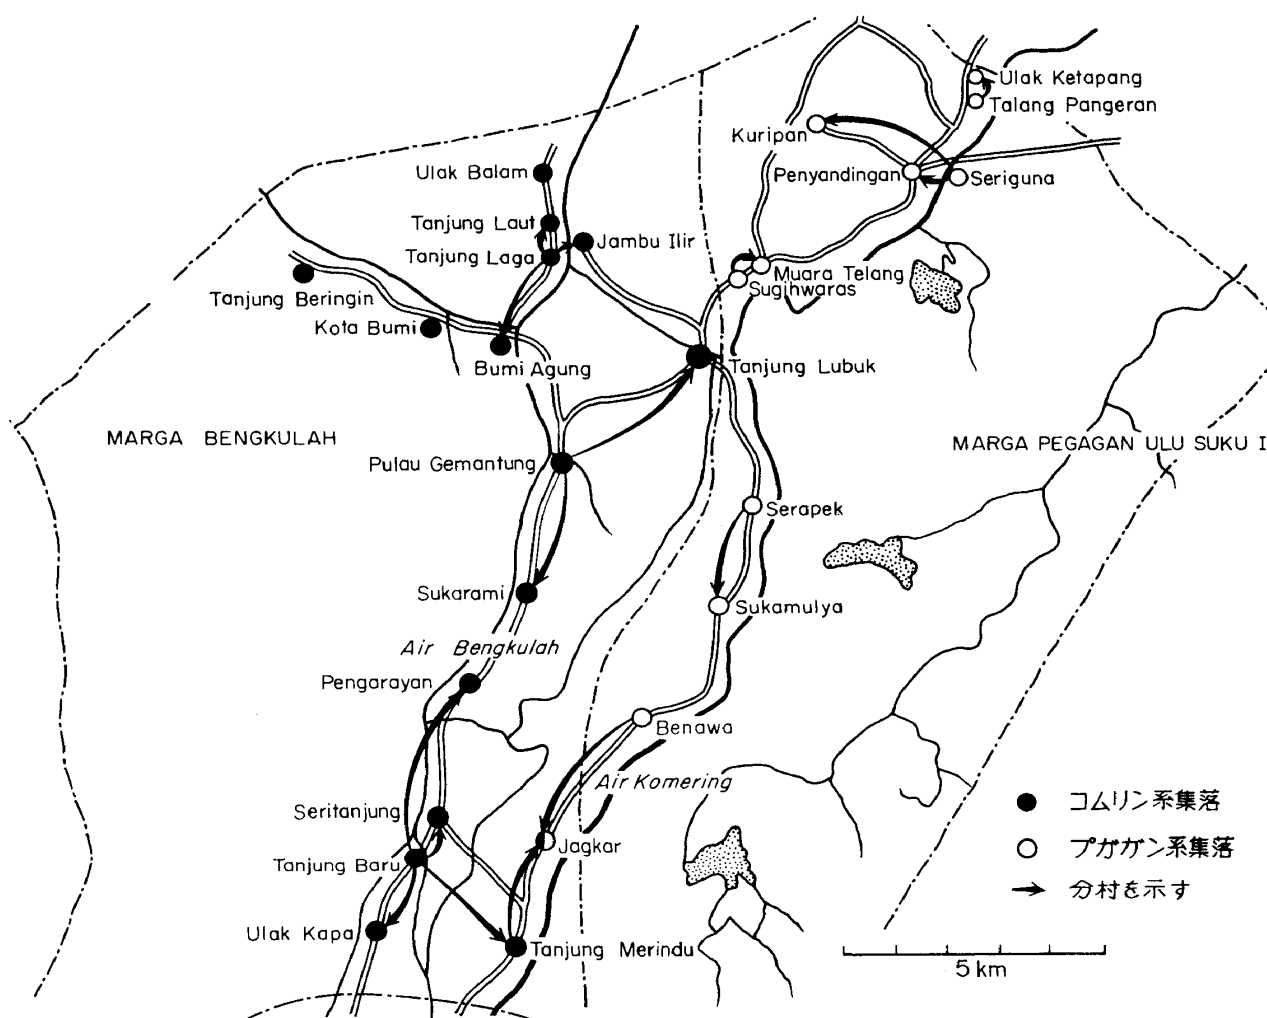 Ulak Ketapang
Talang Pangeran
Kuripan
Penyandingan
Seriguna
Ulak Balam
Tanjung Laut
Jambu Ilir
Tanjung Laga
Muara Telang
Sugihwaras
Tanjung Beringin
Kota Bumi
Bumi Agung
Tanjung Lubuk
MARGA BENGKULAH
MARGA PEGAGAN ULU SUKU I
Pulau Gemantung
Serapek
Sukarami
Sukamulya
Air Bengkulah
Pengarayan
Benawa
Air Komering
Seritanjung
Jagkar
Tanjung Baru
Ulak Kapa
Tanjung Merindu
コムリン系集落
プガガン系集落
分村を示す
5 km